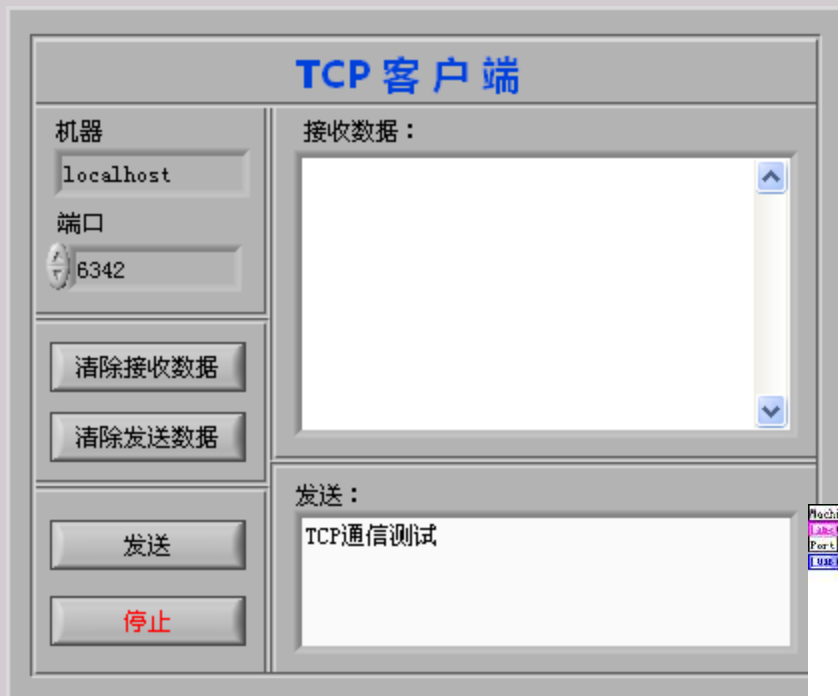 TCP 客 户 端
机器
localhost
端口
6342
清除接收数据
清除发送数据
发送
停止
接收数据：
发送：
TCP通信测试
Machi
Port